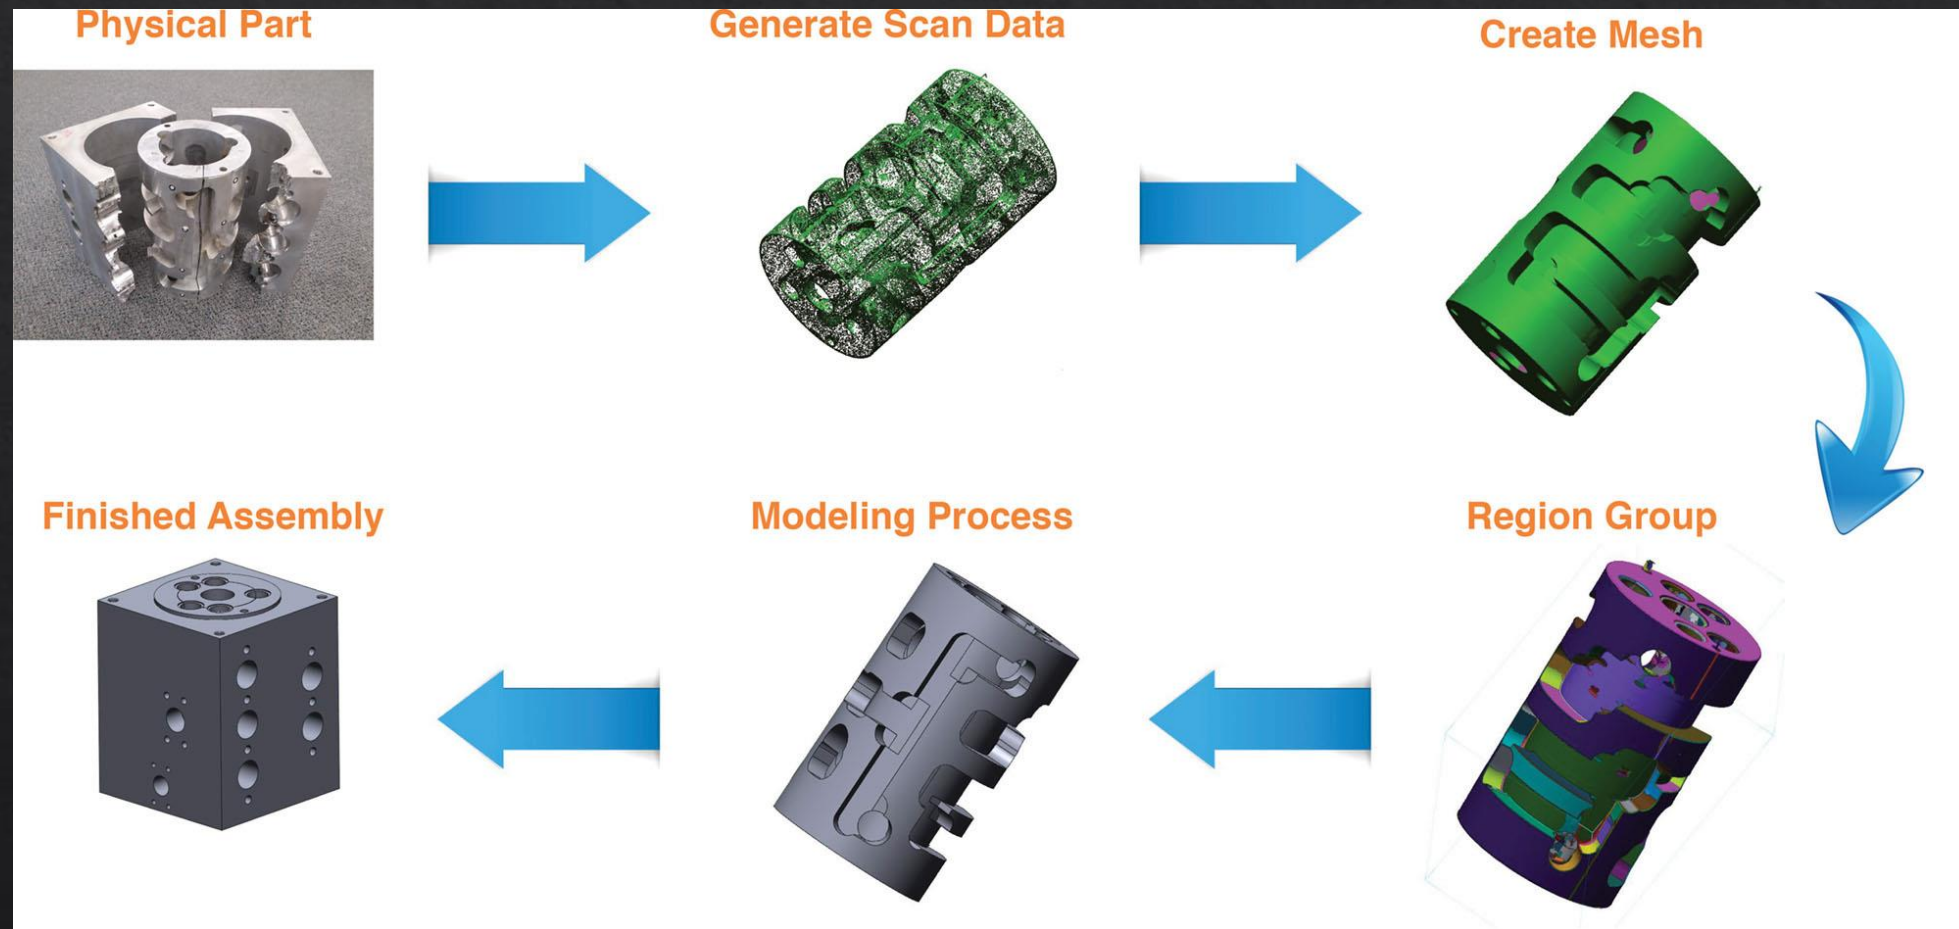 Physical Part
Generate Scan Data
Create Mesh
Region Group
Modeling Process
Finished Assembly